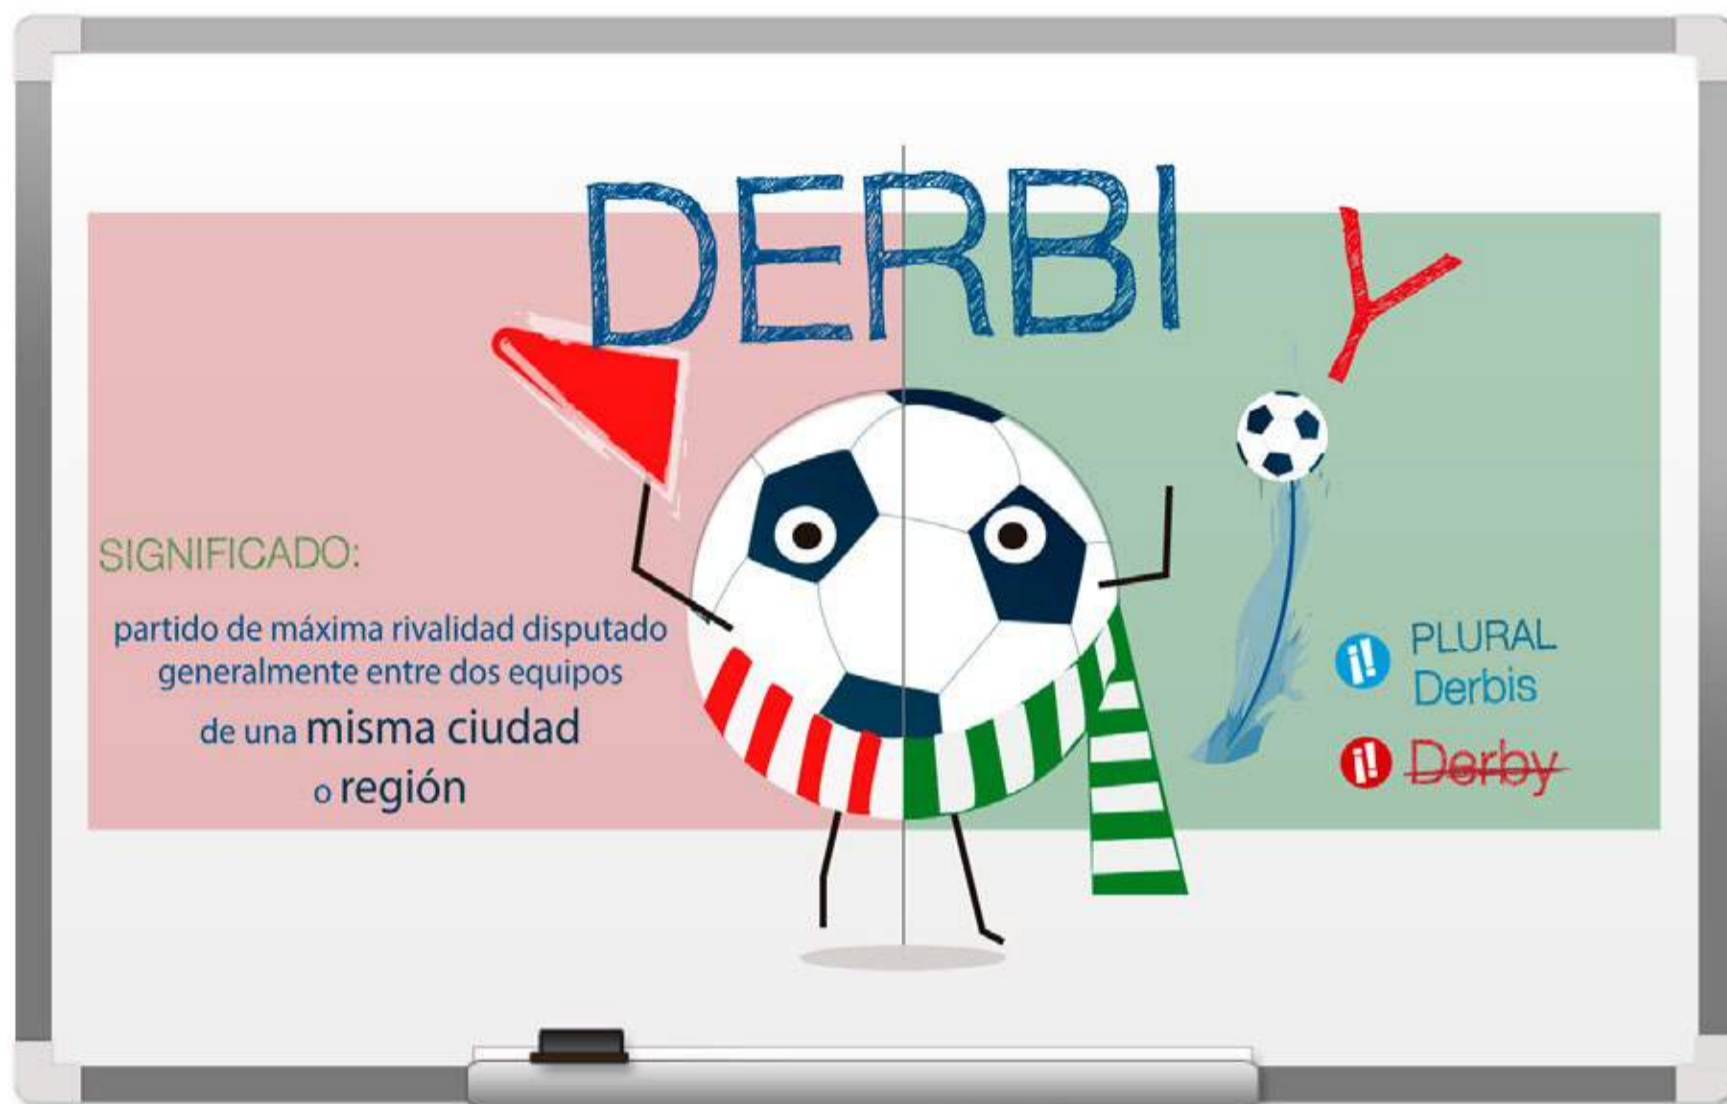 DERBI
Y
SIGNIFICADO:
partido de máxima rivalidad disputado
generalmente entre dos equipos
de una misma ciudad
o región
¡! PLURAL
Derbis
¡! Derby